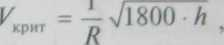 V_крит = 1/R √1800 · h ,